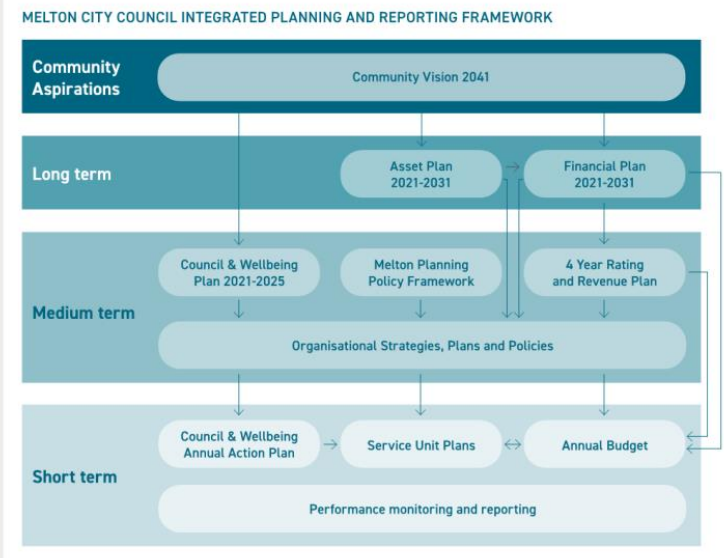 MELTON CITY COUNCIL INTEGRATED PLANNING AND REPORTING FRAMEWORK
Community
Aspirations
Community Vision 2041
Long term
Asset Plan
2021-2031
Financial Plan
2021-2031
Medium term
Council & Wellbeing
Plan 2021-2025
Melton Planning
Policy Framework
4 Year Rating
and Revenue Plan
Organisational Strategies, Plans and Policies
Short term
Council & Wellbeing
Annual Action Plan
Service Unit Plans
Annual Budget
Performance monitoring and reporting